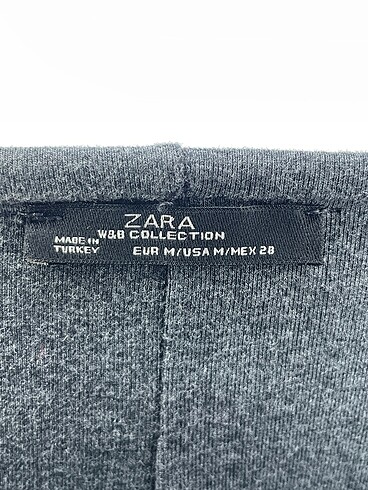 ZARA
W&B COLLECTION
MADE IN
TURKEY
EUR M/USA M/MEX 28